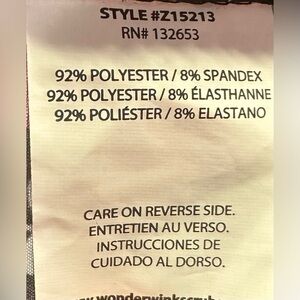 STYLE #Z15213
RN# 132653
92% POLYESTER / 8% SPANDEX
92% POLYESTER / 8% ÉLASTHANNE
92% POLIÉSTER / 8% ELASTANO
CARE ON REVERSE SIDE.
ENTRETIEN AU VERSO.
INSTRUCCIONES DE
CUIDADO AL DORSO.